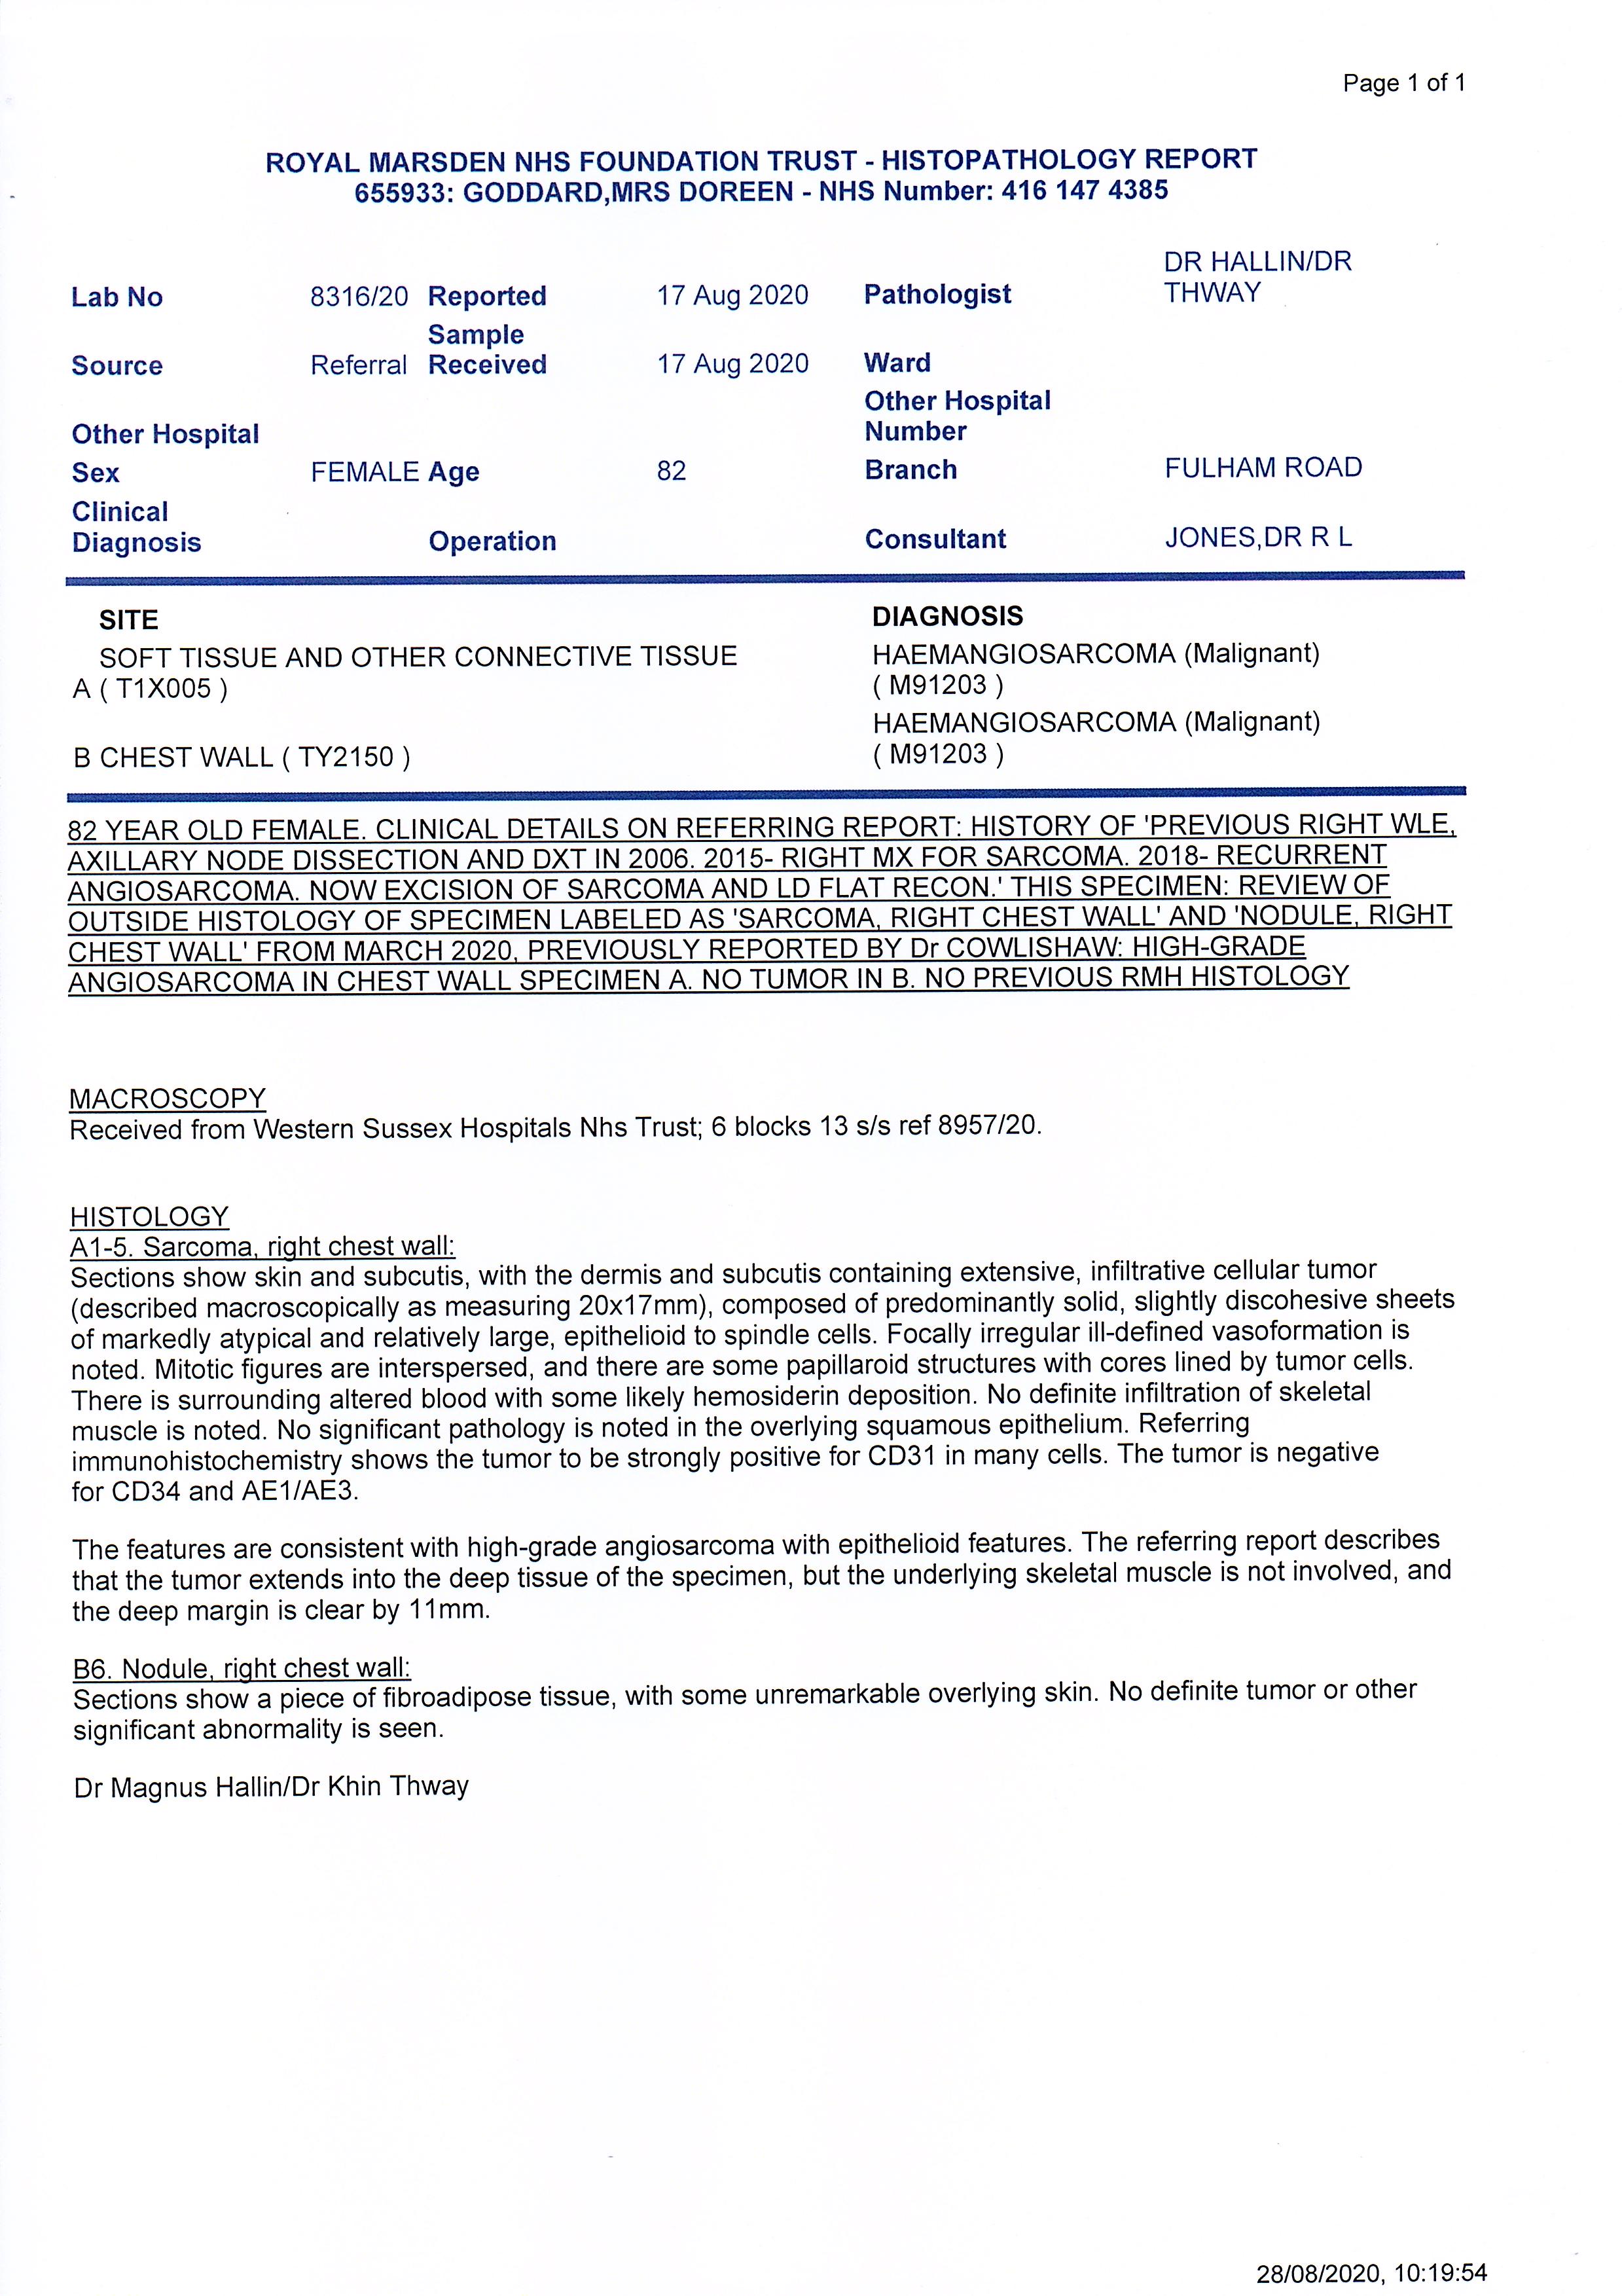 Page 1 of 1
ROYAL MARSDEN NHS FOUNDATION TRUST - HISTOPATHOLOGY REPORT
655933: GODDARD,MRS DOREEN - NHS Number: 416 147 4385
Lab No 8316/20 Reported 17 Aug 2020 Pathologist DR HALLIN/DR THWAY
Source Referral Sample Received 17 Aug 2020 Ward
Other Hospital Other Hospital Number
Sex FEMALE Age 82 Branch FULHAM ROAD
Clinical Diagnosis Operation Consultant JONES,DR R L
SITE DIAGNOSIS
SOFT TISSUE AND OTHER CONNECTIVE TISSUE HAEMANGIOSARCOMA (Malignant)
A ( T1X005 ) ( M91203 )
HAEMANGIOSARCOMA (Malignant)
B CHEST WALL ( TY2150 ) ( M91203 )
82 YEAR OLD FEMALE. CLINICAL DETAILS ON REFERRING REPORT: HISTORY OF 'PREVIOUS RIGHT WLE,
AXILLARY NODE DISSECTION AND DXT IN 2006. 2015- RIGHT MX FOR SARCOMA. 2018- RECURRENT
ANGIOSARCOMA. NOW EXCISION OF SARCOMA AND LD FLAT RECON.' THIS SPECIMEN: REVIEW OF
OUTSIDE HISTOLOGY OF SPECIMEN LABELED AS 'SARCOMA, RIGHT CHEST WALL' AND 'NODULE, RIGHT
CHEST WALL' FROM MARCH 2020, PREVIOUSLY REPORTED BY Dr COWLISHAW: HIGH-GRADE
ANGIOSARCOMA IN CHEST WALL SPECIMEN A. NO TUMOR IN B. NO PREVIOUS RMH HISTOLOGY
MACROSCOPY
Received from Western Sussex Hospitals Nhs Trust; 6 blocks 13 s/s ref 8957/20.
HISTOLOGY
A1-5. Sarcoma, right chest wall:
Sections show skin and subcutis, with the dermis and subcutis containing extensive, infiltrative cellular tumor
(described macroscopically as measuring 20x17mm), composed of predominantly solid, slightly discohesive sheets
of markedly atypical and relatively large, epithelioid to spindle cells. Focally irregular ill-defined vasoformation is
noted. Mitotic figures are interspersed, and there are some papillaroid structures with cores lined by tumor cells.
There is surrounding altered blood with some likely hemosiderin deposition. No definite infiltration of skeletal
muscle is noted. No significant pathology is noted in the overlying squamous epithelium. Referring
immunohistochemistry shows the tumor to be strongly positive for CD31 in many cells. The tumor is negative
for CD34 and AE1/AE3.
The features are consistent with high-grade angiosarcoma with epithelioid features. The referring report describes
that the tumor extends into the deep tissue of the specimen, but the underlying skeletal muscle is not involved, and
the deep margin is clear by 11mm.
B6. Nodule, right chest wall:
Sections show a piece of fibroadipose tissue, with some unremarkable overlying skin. No definite tumor or other
significant abnormality is seen.
Dr Magnus Hallin/Dr Khin Thway
28/08/2020, 10:19:54